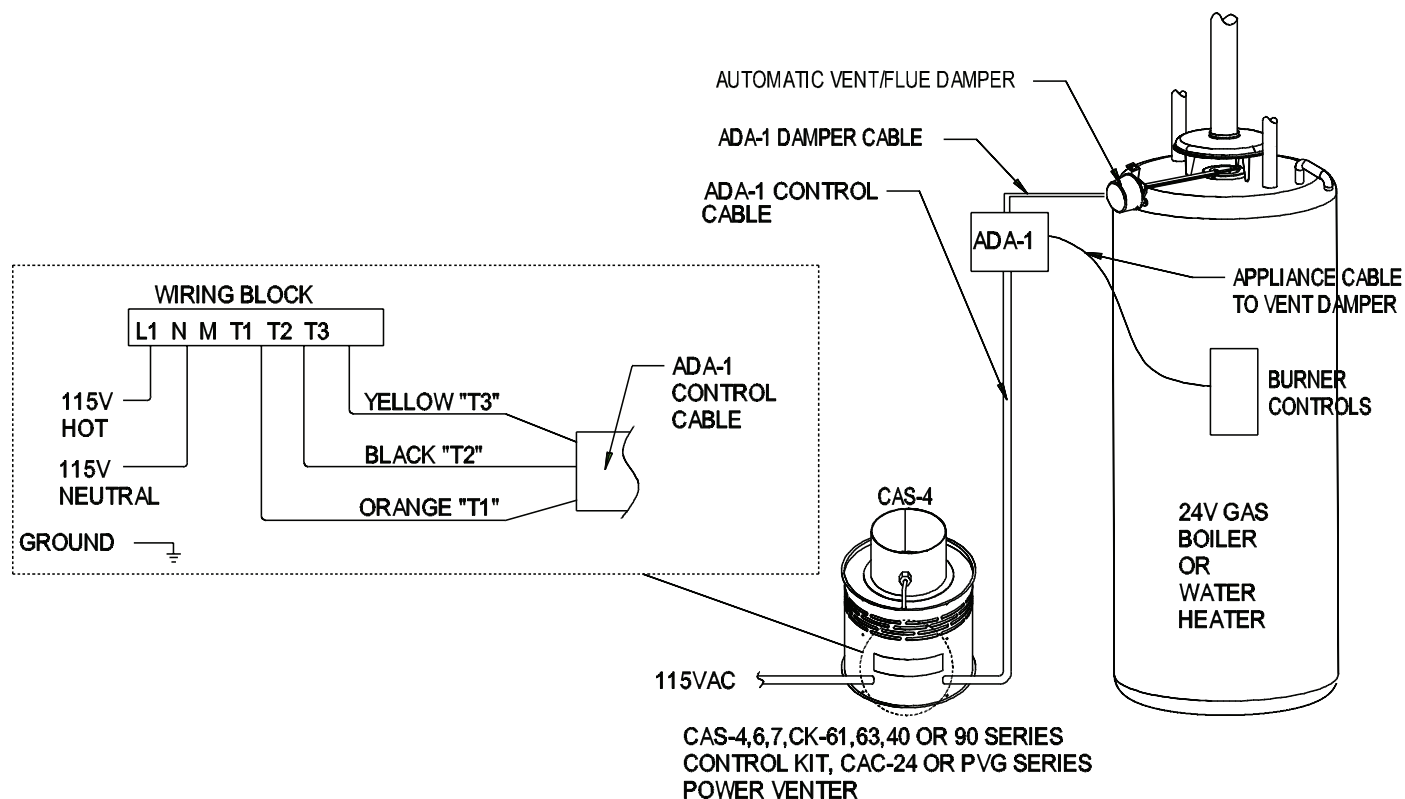 AUTOMATIC VENT/FLUE DAMPER
ADA-1 DAMPER CABLE
ADA-1 CONTROL
CABLE
ADA-1
APPLIANCE CABLE
TO VENT DAMPER
BURNER
CONTROLS
24V GAS
BOILER
OR
WATER
HEATER
WIRING BLOCK
L1 N M T1 T2 T3
115V
HOT
115V
NEUTRAL
GROUND
YELLOW "T3"
BLACK "T2"
ORANGE "T1"
ADA-1
CONTROL
CABLE
CAS-4
115VAC
CAS-4,6,7,CK-61,63,40 OR 90 SERIES
CONTROL KIT, CAC-24 OR PVG SERIES
POWER VENTER